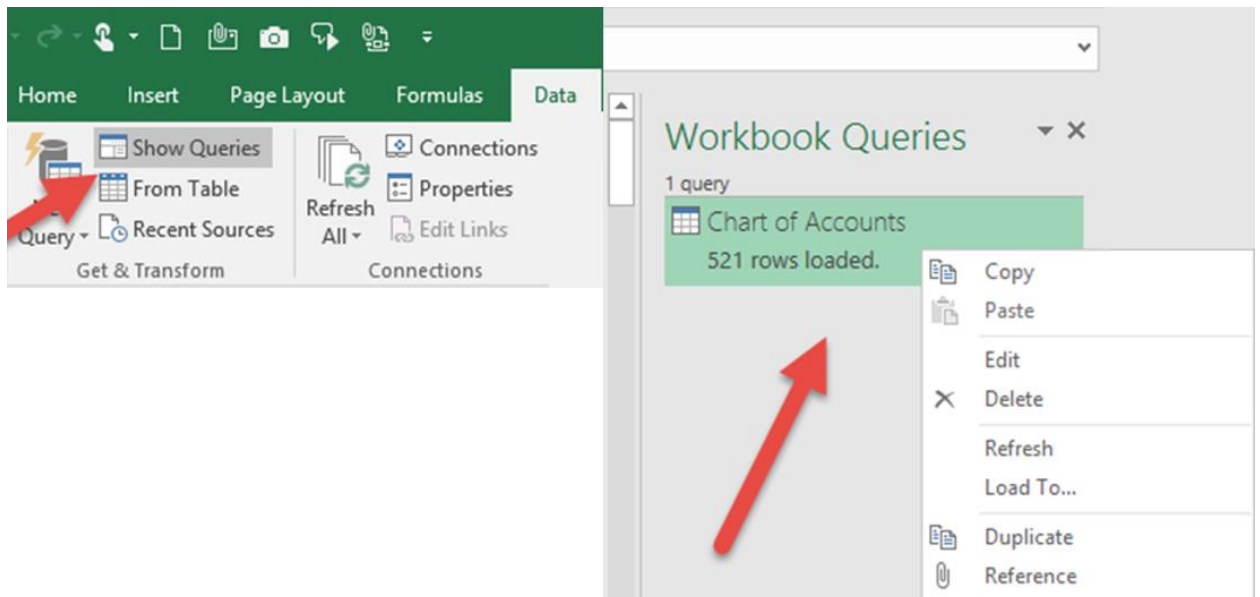 Home Insert Page Layout Formulas Data
Show Queries
From Table
Query Recent Sources
Get & Transform
Refresh
All
Connections
Properties
Edit Links
Connections
Workbook Queries
1 query
Chart of Accounts
521 rows loaded.
Copy
Paste
Edit
Delete
Refresh
Load To...
Duplicate
Reference